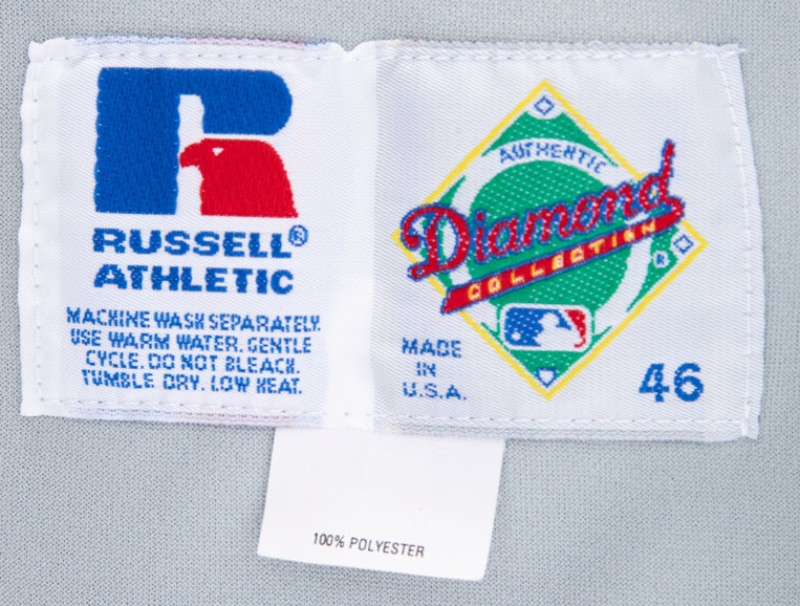 R
RUSSELL®
ATHLETIC
MACHINE WASH SEPARATELY.
USE WARM WATER. GENTLE
CYCLE. DO NOT BLEACH.
TUMBLE DRY. LOW HEAT.
AUTHENTIC
Diamond
COLLECTION
®
MADE
IN
U.S.A.
46
100% POLYESTER